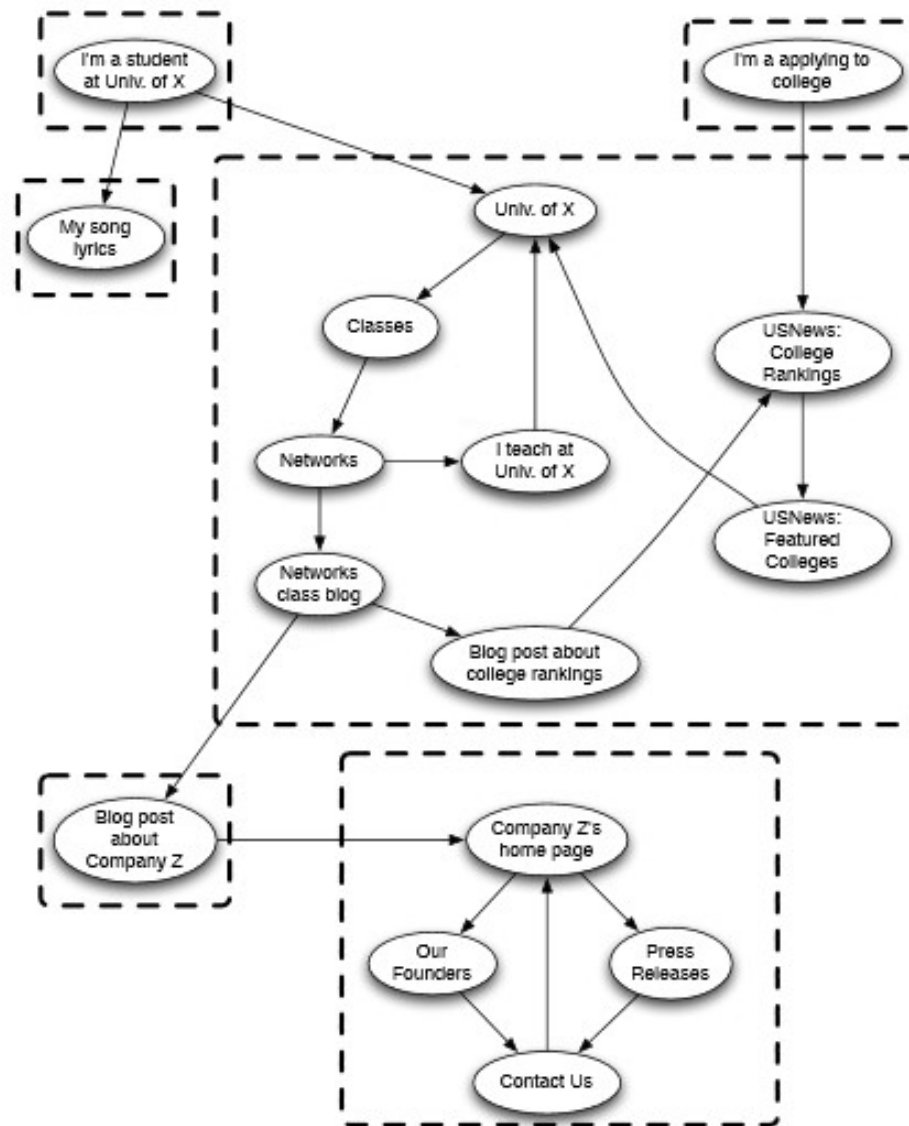 I'm a student
at Univ. of X
I'm a applying to
college
My song
lyrics
Univ. of X
Classes
USNews:
College
Rankings
Networks
I teach at
Univ. of X
USNews:
Featured
Colleges
Networks
class blog
Blog post about
college rankings
Blog post
about
Company Z
Company Z's
home page
Our
Founders
Press
Releases
Contact Us